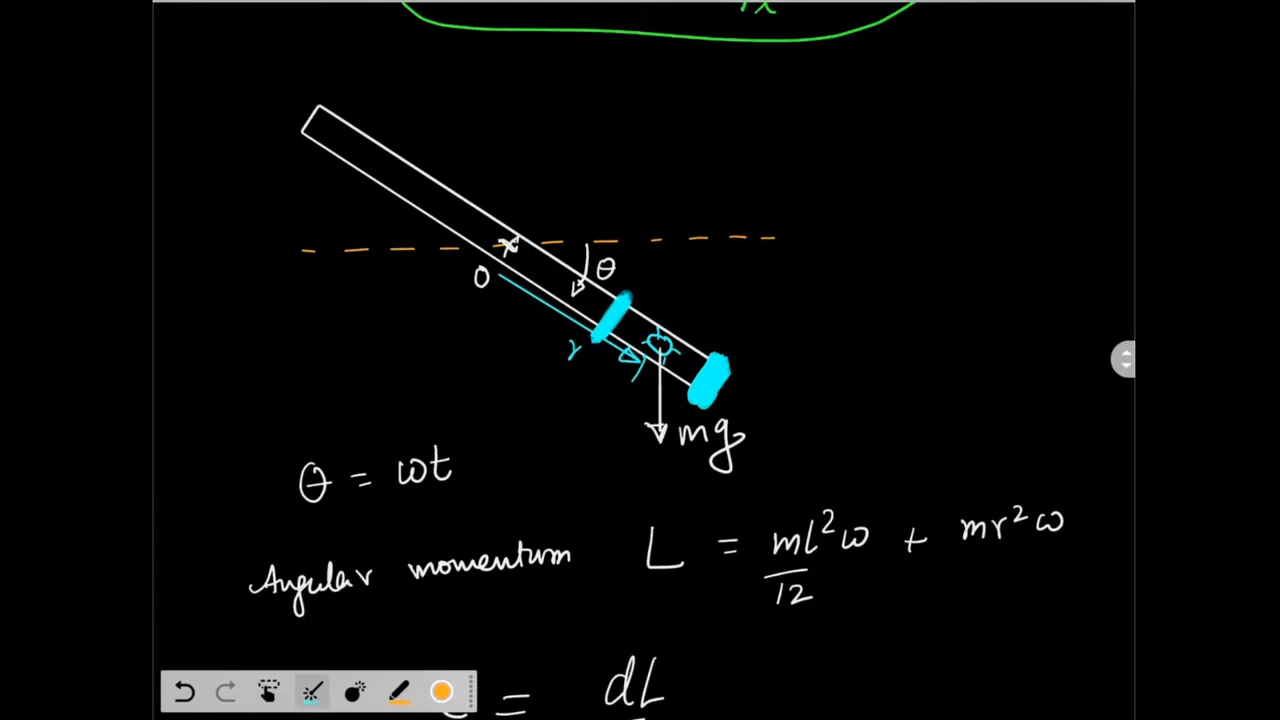 θ
O
r
mg
θ = ωt
Angular momentum L = ml²ω/12 + mr²ω
= dL